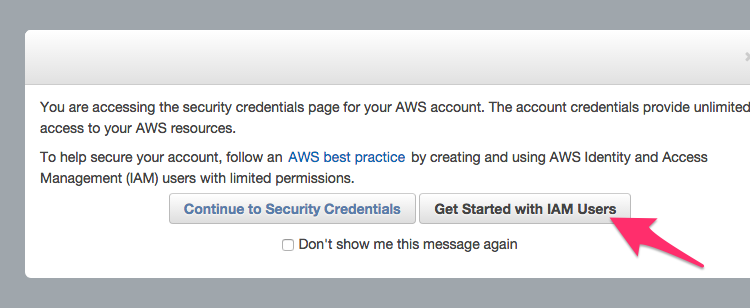 You are accessing the security credentials page for your AWS account. The account credentials provide unlimited
access to your AWS resources.
To help secure your account, follow an AWS best practice by creating and using AWS Identity and Access
Management (IAM) users with limited permissions.
Continue to Security Credentials Get Started with IAM Users
Don't show me this message again